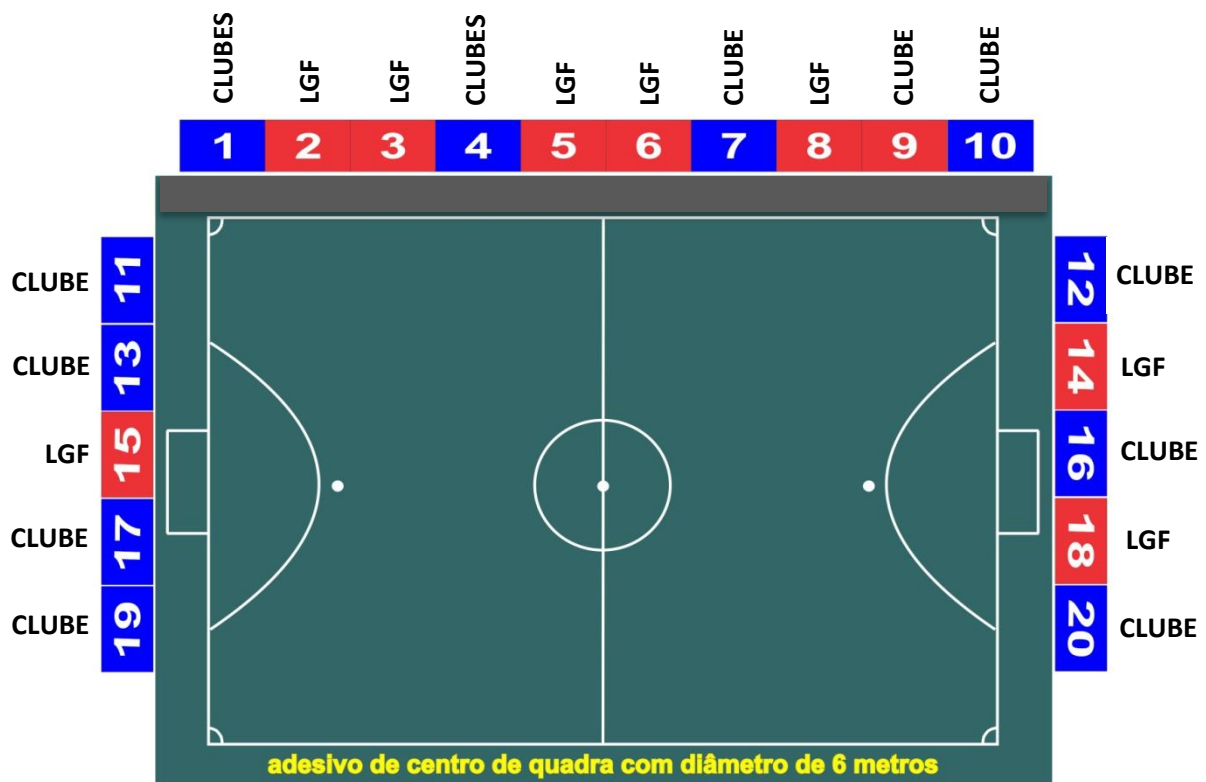 CLUBES LGF LGF CLUBES LGF LGF CLUBE LGF CLUBE CLUBE
1 2 3 4 5 6 7 8 9 10
CLUBE 11
CLUBE 13
LGF 15
CLUBE 17
CLUBE 19
12 CLUBE
14 LGF
16 CLUBE
18 LGF
20 CLUBE
adesivo de centro de quadra com diâmetro de 6 metros